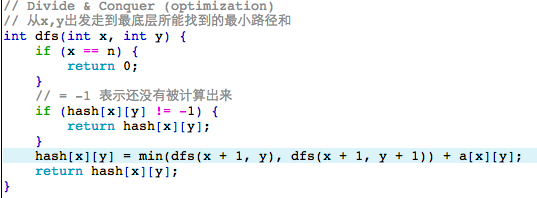 // Divide & Conquer (optimization)
// 从x,y出发走到最底层所能找到的最小路径和
int dfs(int x, int y) {
    if (x == n) {
        return 0;
    }
    // = -1 表示还没有被计算出来
    if (hash[x][y] != -1) {
        return hash[x][y];
    }
    hash[x][y] = min(dfs(x + 1, y), dfs(x + 1, y + 1)) + a[x][y];
    return hash[x][y];
}